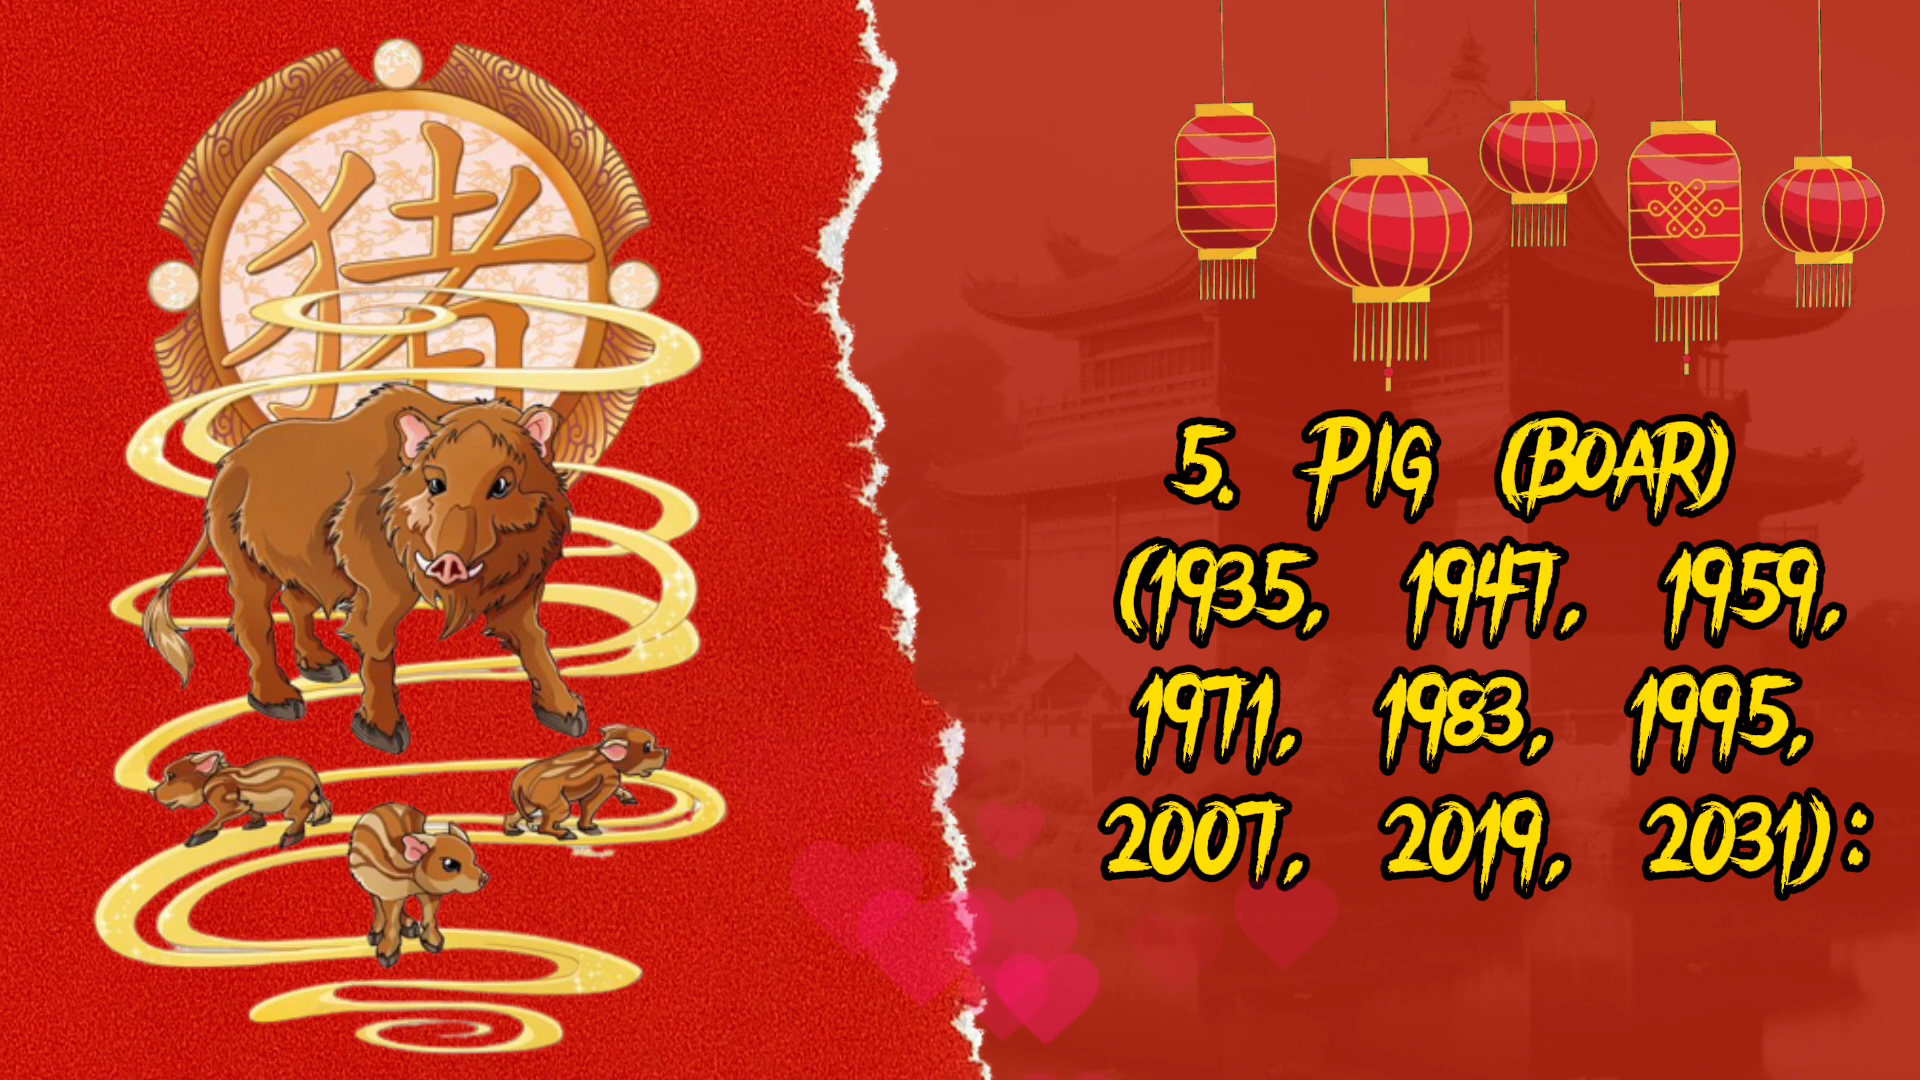 猪
5. PIG (BOAR)
(1935, 1947, 1959,
1971, 1983, 1995,
2007, 2019, 2031):